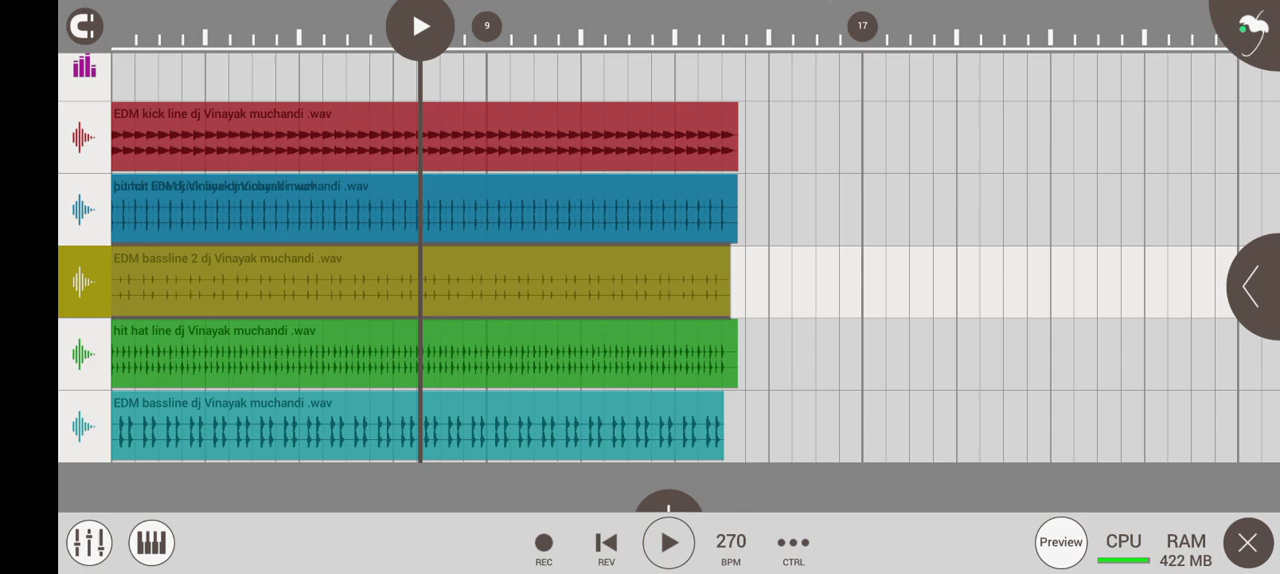 9
17
EDM kick line dj Vinayak muchandi .wav
muchandi .wav
EDM bassline 2 dj Vinayak muchandi .wav
hit hat line dj Vinayak muchandi .wav
EDM bassline dj Vinayak muchandi .wav
REC
REV
270
BPM
CTRL
Preview
CPU
RAM
422 MB